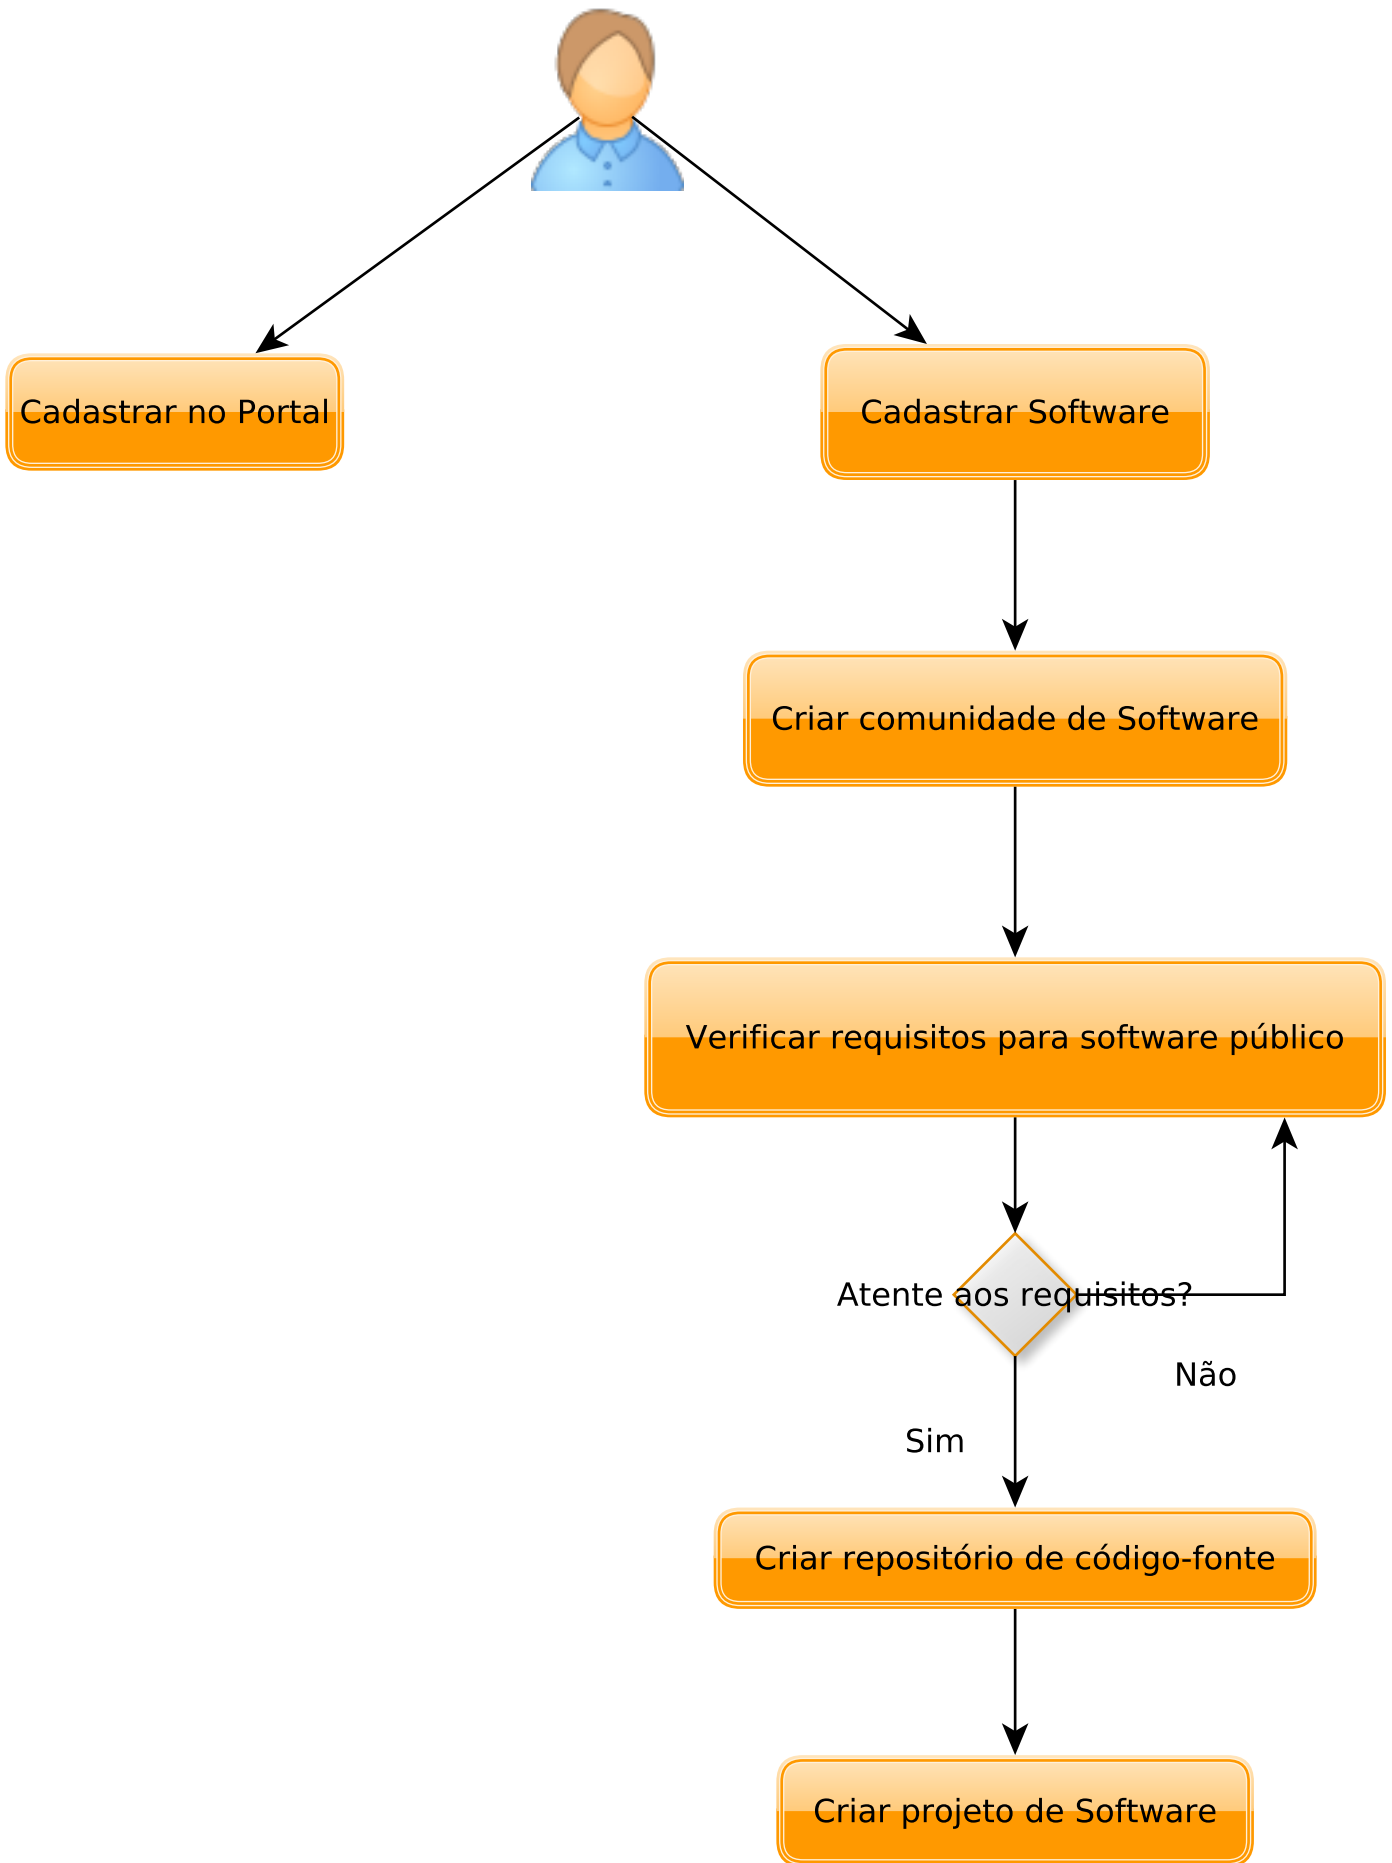 Cadastrar no Portal
Cadastrar Software
Criar comunidade de Software
Verificar requisitos para software público
Atente aos requisitos?
Não
Sim
Criar repositório de código-fonte
Criar projeto de Software